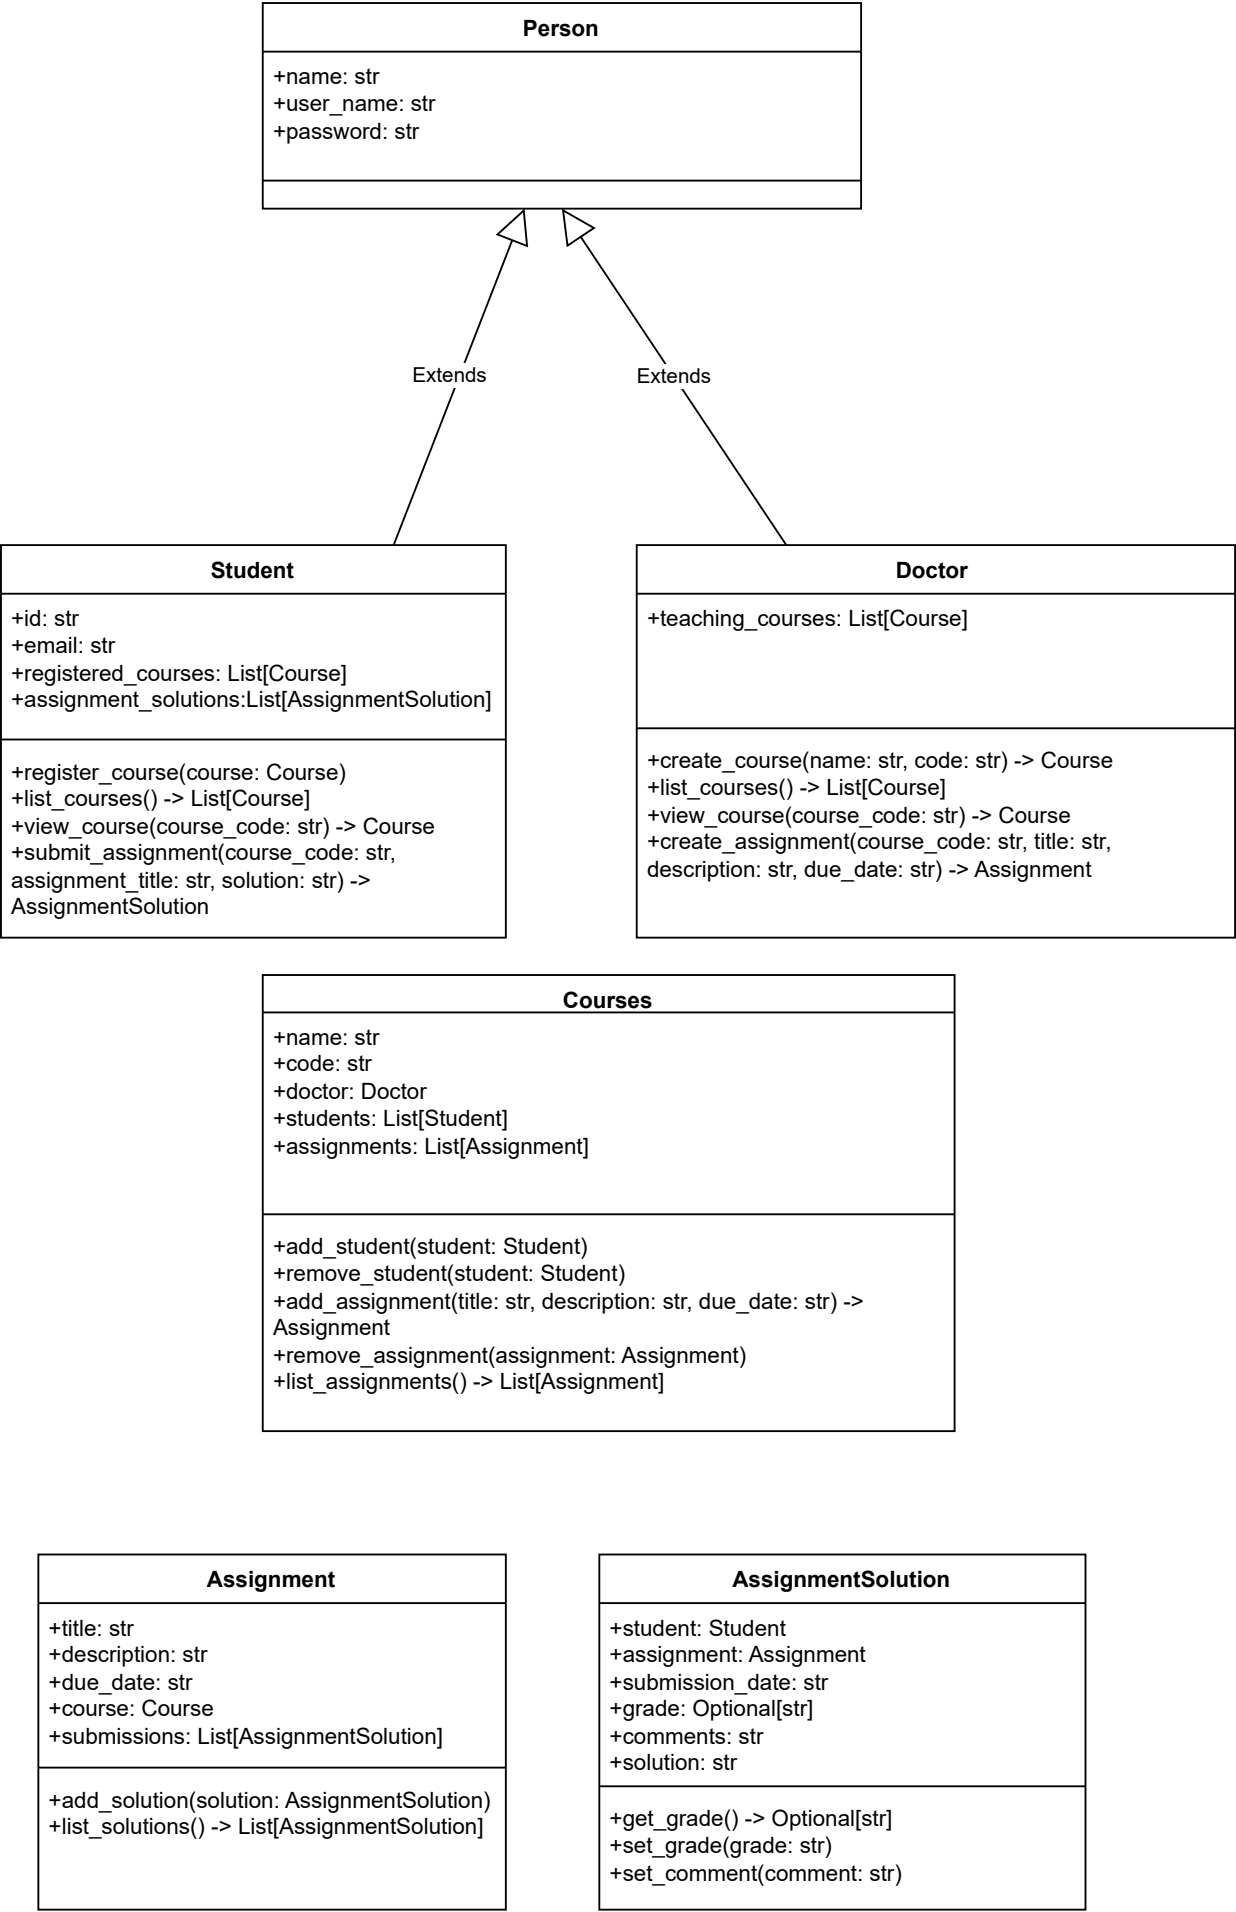 Person
+name: str
+user_name: str
+password: str
Extends
Extends
Student
+id: str
+email: str
+registered_courses: List[Course]
+assignment_solutions:List[AssignmentSolution]
+register_course(course: Course)
+list_courses() -> List[Course]
+view_course(course_code: str) -> Course
+submit_assignment(course_code: str,
assignment_title: str, solution: str) ->
AssignmentSolution
Doctor
+teaching_courses: List[Course]
+create_course(name: str, code: str) -> Course
+list_courses() -> List[Course]
+view_course(course_code: str) -> Course
+create_assignment(course_code: str, title: str,
description: str, due_date: str) -> Assignment
Courses
+name: str
+code: str
+doctor: Doctor
+students: List[Student]
+assignments: List[Assignment]
+add_student(student: Student)
+remove_student(student: Student)
+add_assignment(title: str, description: str, due_date: str) ->
Assignment
+remove_assignment(assignment: Assignment)
+list_assignments() -> List[Assignment]
Assignment
+title: str
+description: str
+due_date: str
+course: Course
+submissions: List[AssignmentSolution]
+add_solution(solution: AssignmentSolution)
+list_solutions() -> List[AssignmentSolution]
AssignmentSolution
+student: Student
+assignment: Assignment
+submission_date: str
+grade: Optional[str]
+comments: str
+solution: str
+get_grade() -> Optional[str]
+set_grade(grade: str)
+set_comment(comment: str)